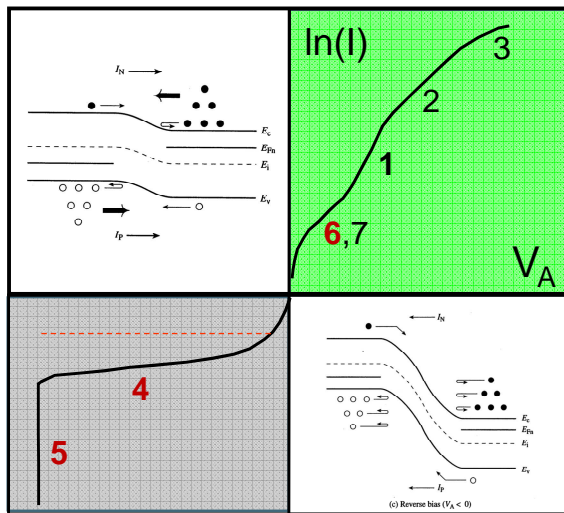 I_N
E_c
E_Fn
E_i
E_v
I_P
ln(I)
3
2
1
6,7
V_A
4
5
I_N
E_c
E_Fn
E_i
E_v
I_P
(c) Reverse bias (V_A < 0)